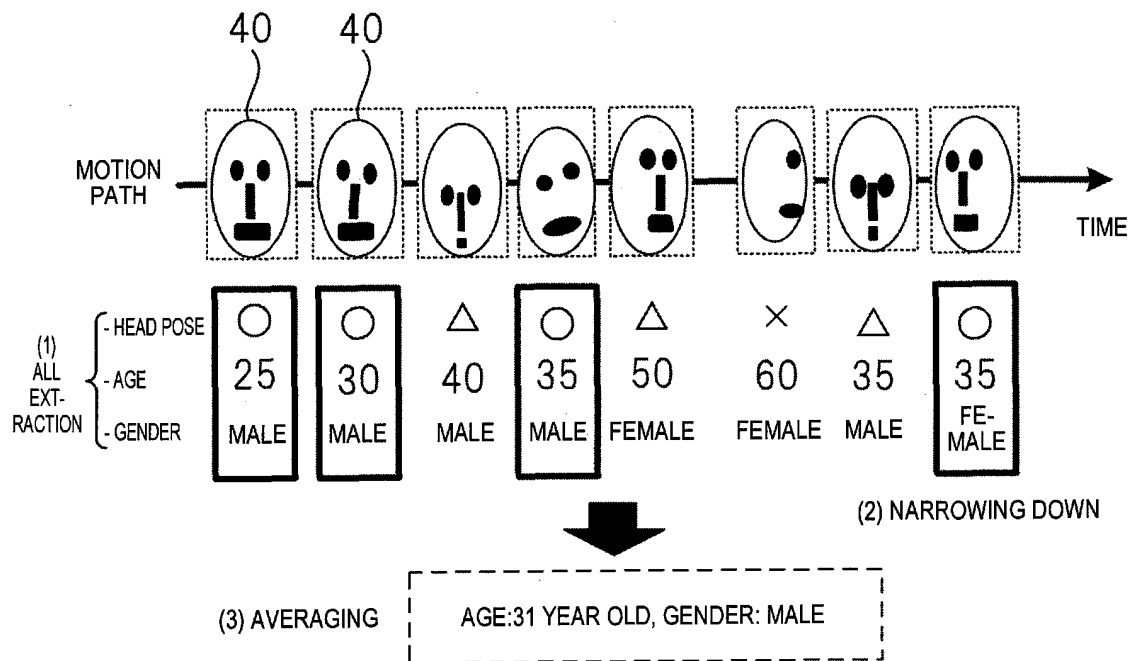 40 40
MOTION
PATH
TIME
(1)
ALL
EXT-
RACTION
- HEAD POSE ○ ○ △ ○ △ × △ ○
- AGE 25 30 40 35 50 60 35 35
- GENDER MALE MALE MALE MALE FEMALE FEMALE MALE FE-
MALE
(2) NARROWING DOWN
(3) AVERAGING AGE:31 YEAR OLD, GENDER: MALE